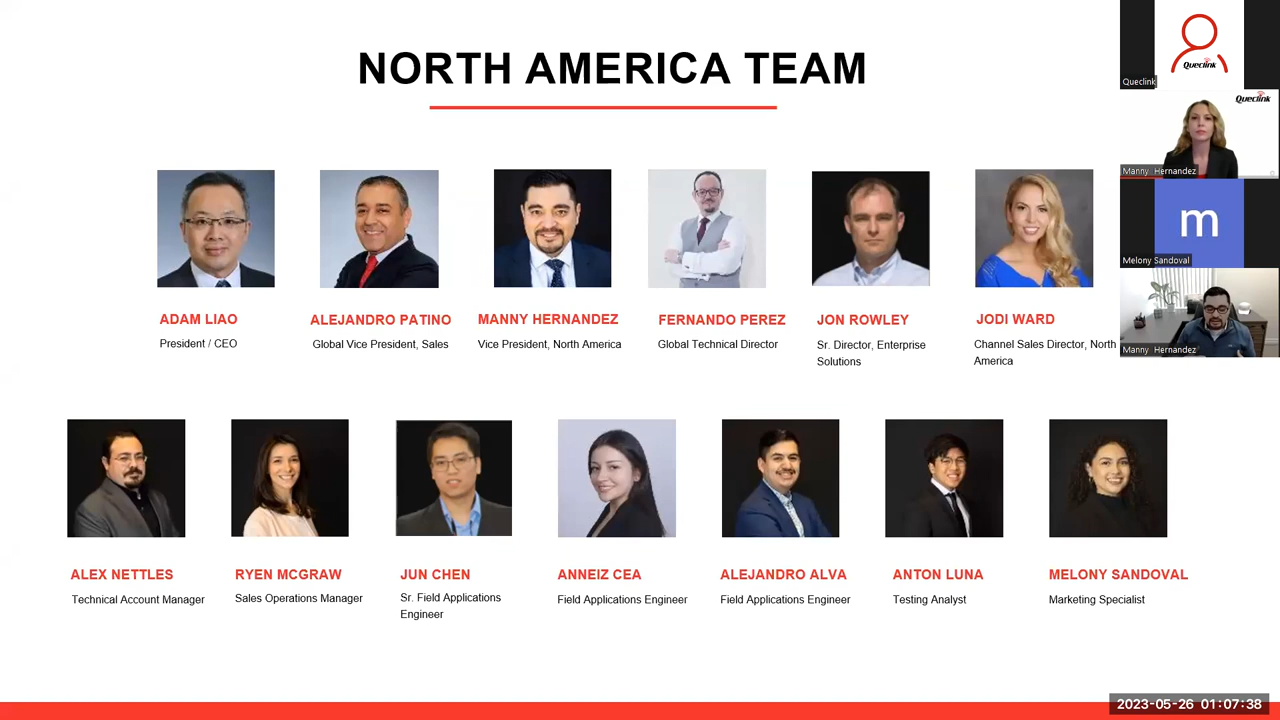 NORTH AMERICA TEAM
Queclink
Queclink
Queclink
Manny Hernandez
m
Melony Sandoval
Manny Hernandez
ADAM LIAO
President / CEO
ALEJANDRO PATINO
Global Vice President, Sales
MANNY HERNANDEZ
Vice President, North America
FERNANDO PEREZ
Global Technical Director
JON ROWLEY
Sr. Director, Enterprise
Solutions
JODI WARD
Channel Sales Director, North
America
ALEX NETTLES
Technical Account Manager
RYEN MCGRAW
Sales Operations Manager
JUN CHEN
Sr. Field Applications
Engineer
ANNEIZ CEA
Field Applications Engineer
ALEJANDRO ALVA
Field Applications Engineer
ANTON LUNA
Testing Analyst
MELONY SANDOVAL
Marketing Specialist
2023-05-26 01:07:38